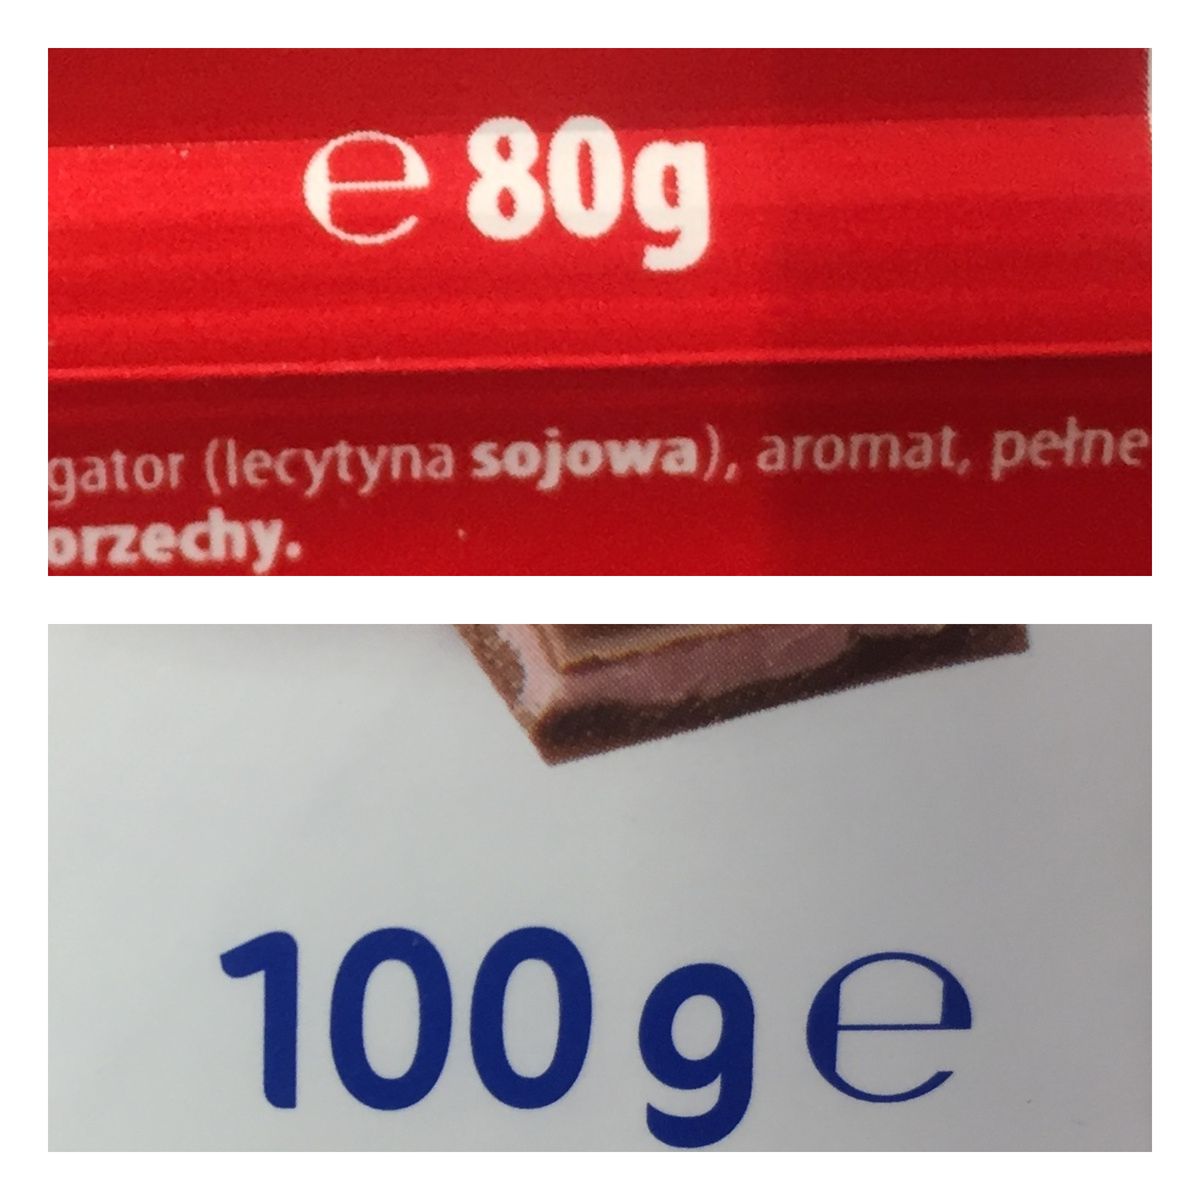 ℮ 80g
gator (lecytyna sojowa), aromat, pełne
orzechy.
100 g ℮